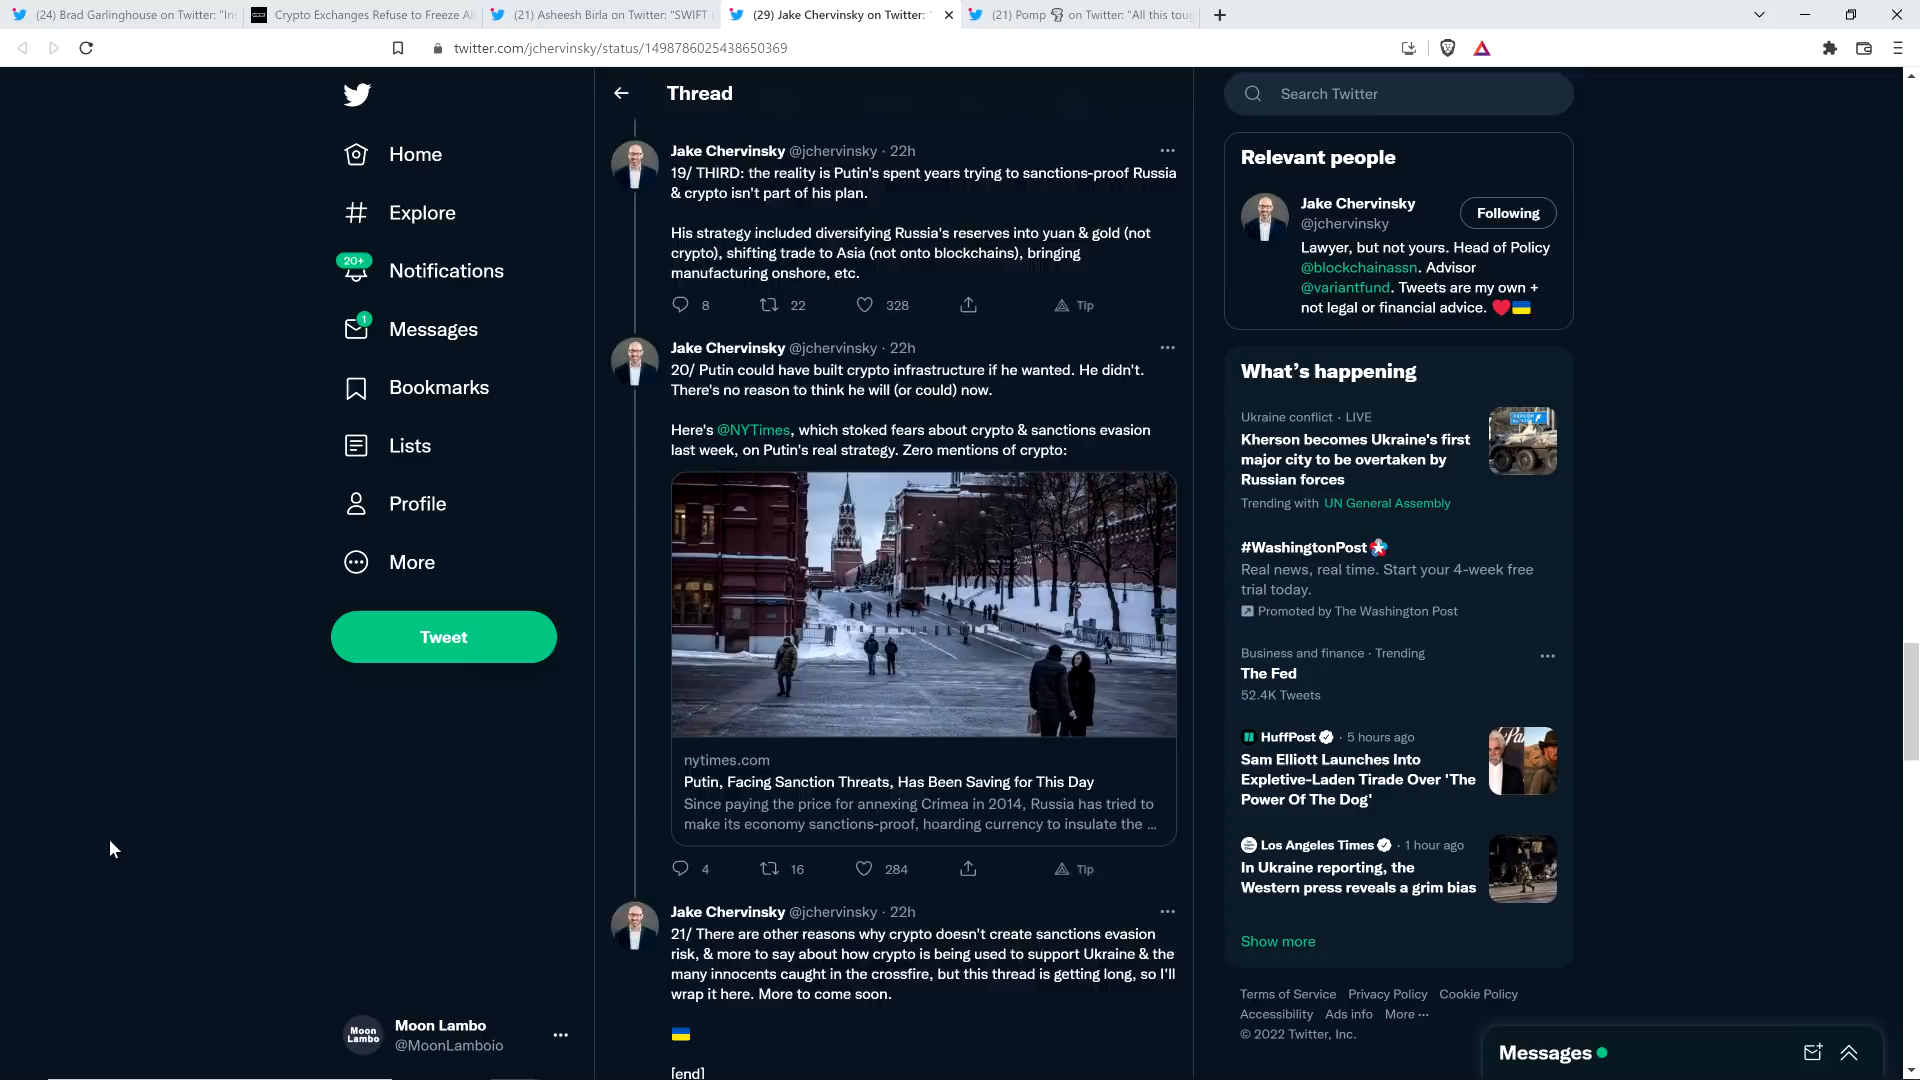 (24) Brad Garlinghouse on Twitter: "In
Crypto Exchanges Refuse to Freeze Al
(21) Asheesh Birla on Twitter: "SWIFT
(29) Jake Chervinsky on Twitter: "
(21) Pomp 🌪 on Twitter: "All this toug
twitter.com/jchervinsky/status/1498786025438650369
Home
Explore
20+
Notifications
1
Messages
Bookmarks
Lists
Profile
More
Tweet
Moon Lambo
Moon Lambo
@MoonLamboio
Thread
Jake Chervinsky @jchervinsky · 22h
19/ THIRD: the reality is Putin's spent years trying to sanctions-proof Russia
& crypto isn't part of his plan.
His strategy included diversifying Russia's reserves into yuan & gold (not
crypto), shifting trade to Asia (not onto blockchains), bringing
manufacturing onshore, etc.
8 22 328 Tip
Jake Chervinsky @jchervinsky · 22h
20/ Putin could have built crypto infrastructure if he wanted. He didn't.
There's no reason to think he will (or could) now.
Here's @NYTimes, which stoked fears about crypto & sanctions evasion
last week, on Putin's real strategy. Zero mentions of crypto:
nytimes.com
Putin, Facing Sanction Threats, Has Been Saving for This Day
Since paying the price for annexing Crimea in 2014, Russia has tried to
make its economy sanctions-proof, hoarding currency to insulate the ...
4 16 284 Tip
Jake Chervinsky @jchervinsky · 22h
21/ There are other reasons why crypto doesn't create sanctions evasion
risk, & more to say about how crypto is being used to support Ukraine & the
many innocents caught in the crossfire, but this thread is getting long, so I'll
wrap it here. More to come soon.
🇺🇦
[end]
Search Twitter
Relevant people
Jake Chervinsky
@jchervinsky
Following
Lawyer, but not yours. Head of Policy
@blockchainassn. Advisor
@variantfund. Tweets are my own +
not legal or financial advice. ❤️🇺🇦
What's happening
Ukraine conflict · LIVE
Kherson becomes Ukraine's first
major city to be overtaken by
Russian forces
Trending with UN General Assembly
#WashingtonPost
Real news, real time. Start your 4-week free
trial today.
Promoted by The Washington Post
Business and finance · Trending
The Fed
52.4K Tweets
HuffPost · 5 hours ago
Sam Elliott Launches Into
Expletive-Laden Tirade Over 'The
Power Of The Dog'
Los Angeles Times · 1 hour ago
In Ukraine reporting, the
Western press reveals a grim bias
Show more
Terms of Service Privacy Policy Cookie Policy
Accessibility Ads info More ...
© 2022 Twitter, Inc.
Messages